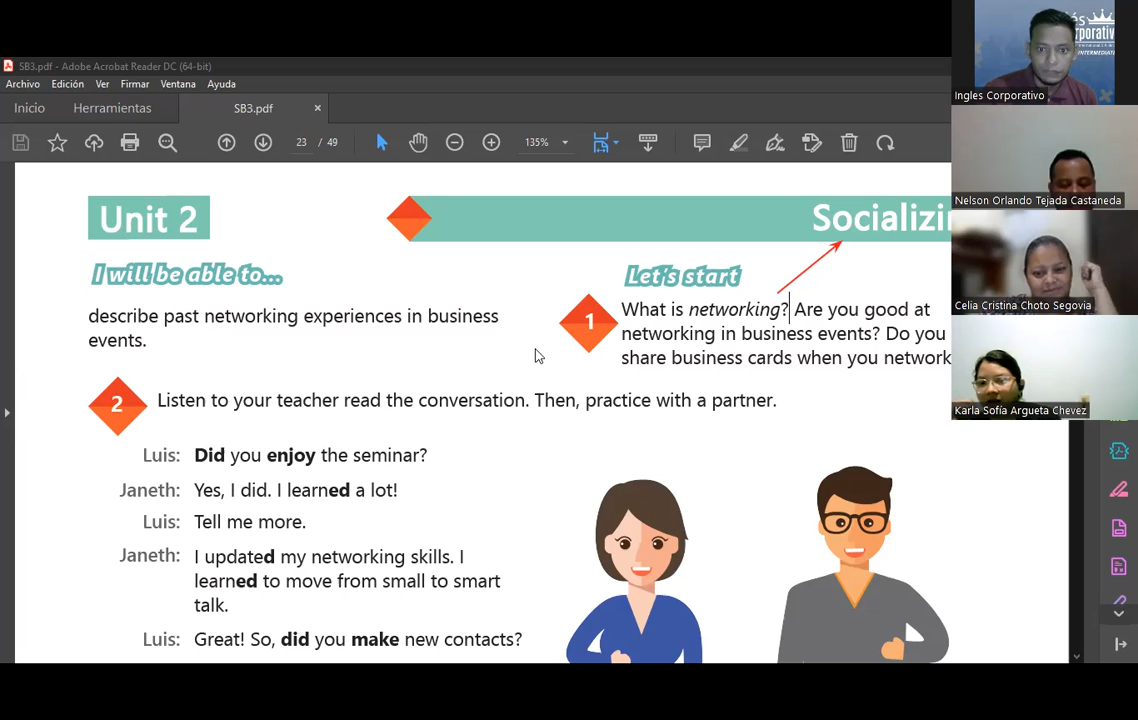 SB3.pdf - Adobe Acrobat Reader DC (64-bit)
Archivo Edición Ver Firmar Ventana Ayuda
Inicio Herramientas SB3.pdf ×
23 / 49 135%
Unit 2
Socializin
I will be able to...
describe past networking experiences in business
events.
Let's start
1 What is networking? Are you good at
networking in business events? Do you
share business cards when you network
2 Listen to your teacher read the conversation. Then, practice with a partner.
Luis: Did you enjoy the seminar?
Janeth: Yes, I did. I learned a lot!
Luis: Tell me more.
Janeth: I updated my networking skills. I
learned to move from small to smart
talk.
Luis: Great! So, did you make new contacts?
és
orporativ
INTERMEDIATE
Ingles Corporativo
Nelson Orlando Tejada Castaneda
Celia Cristina Choto Segovia
Karla Sofía Argueta Chevez